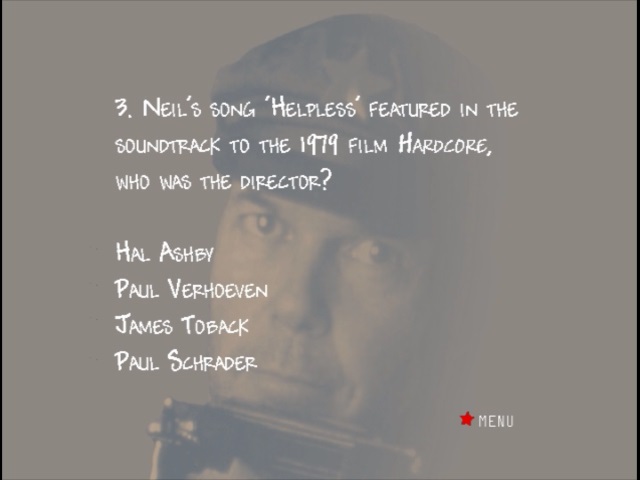 3. Neil's song 'Helpless' featured in the
soundtrack to the 1979 film Hardcore,
who was the director?
Hal Ashby
Paul Verhoeven
James Toback
Paul Schrader
MENU